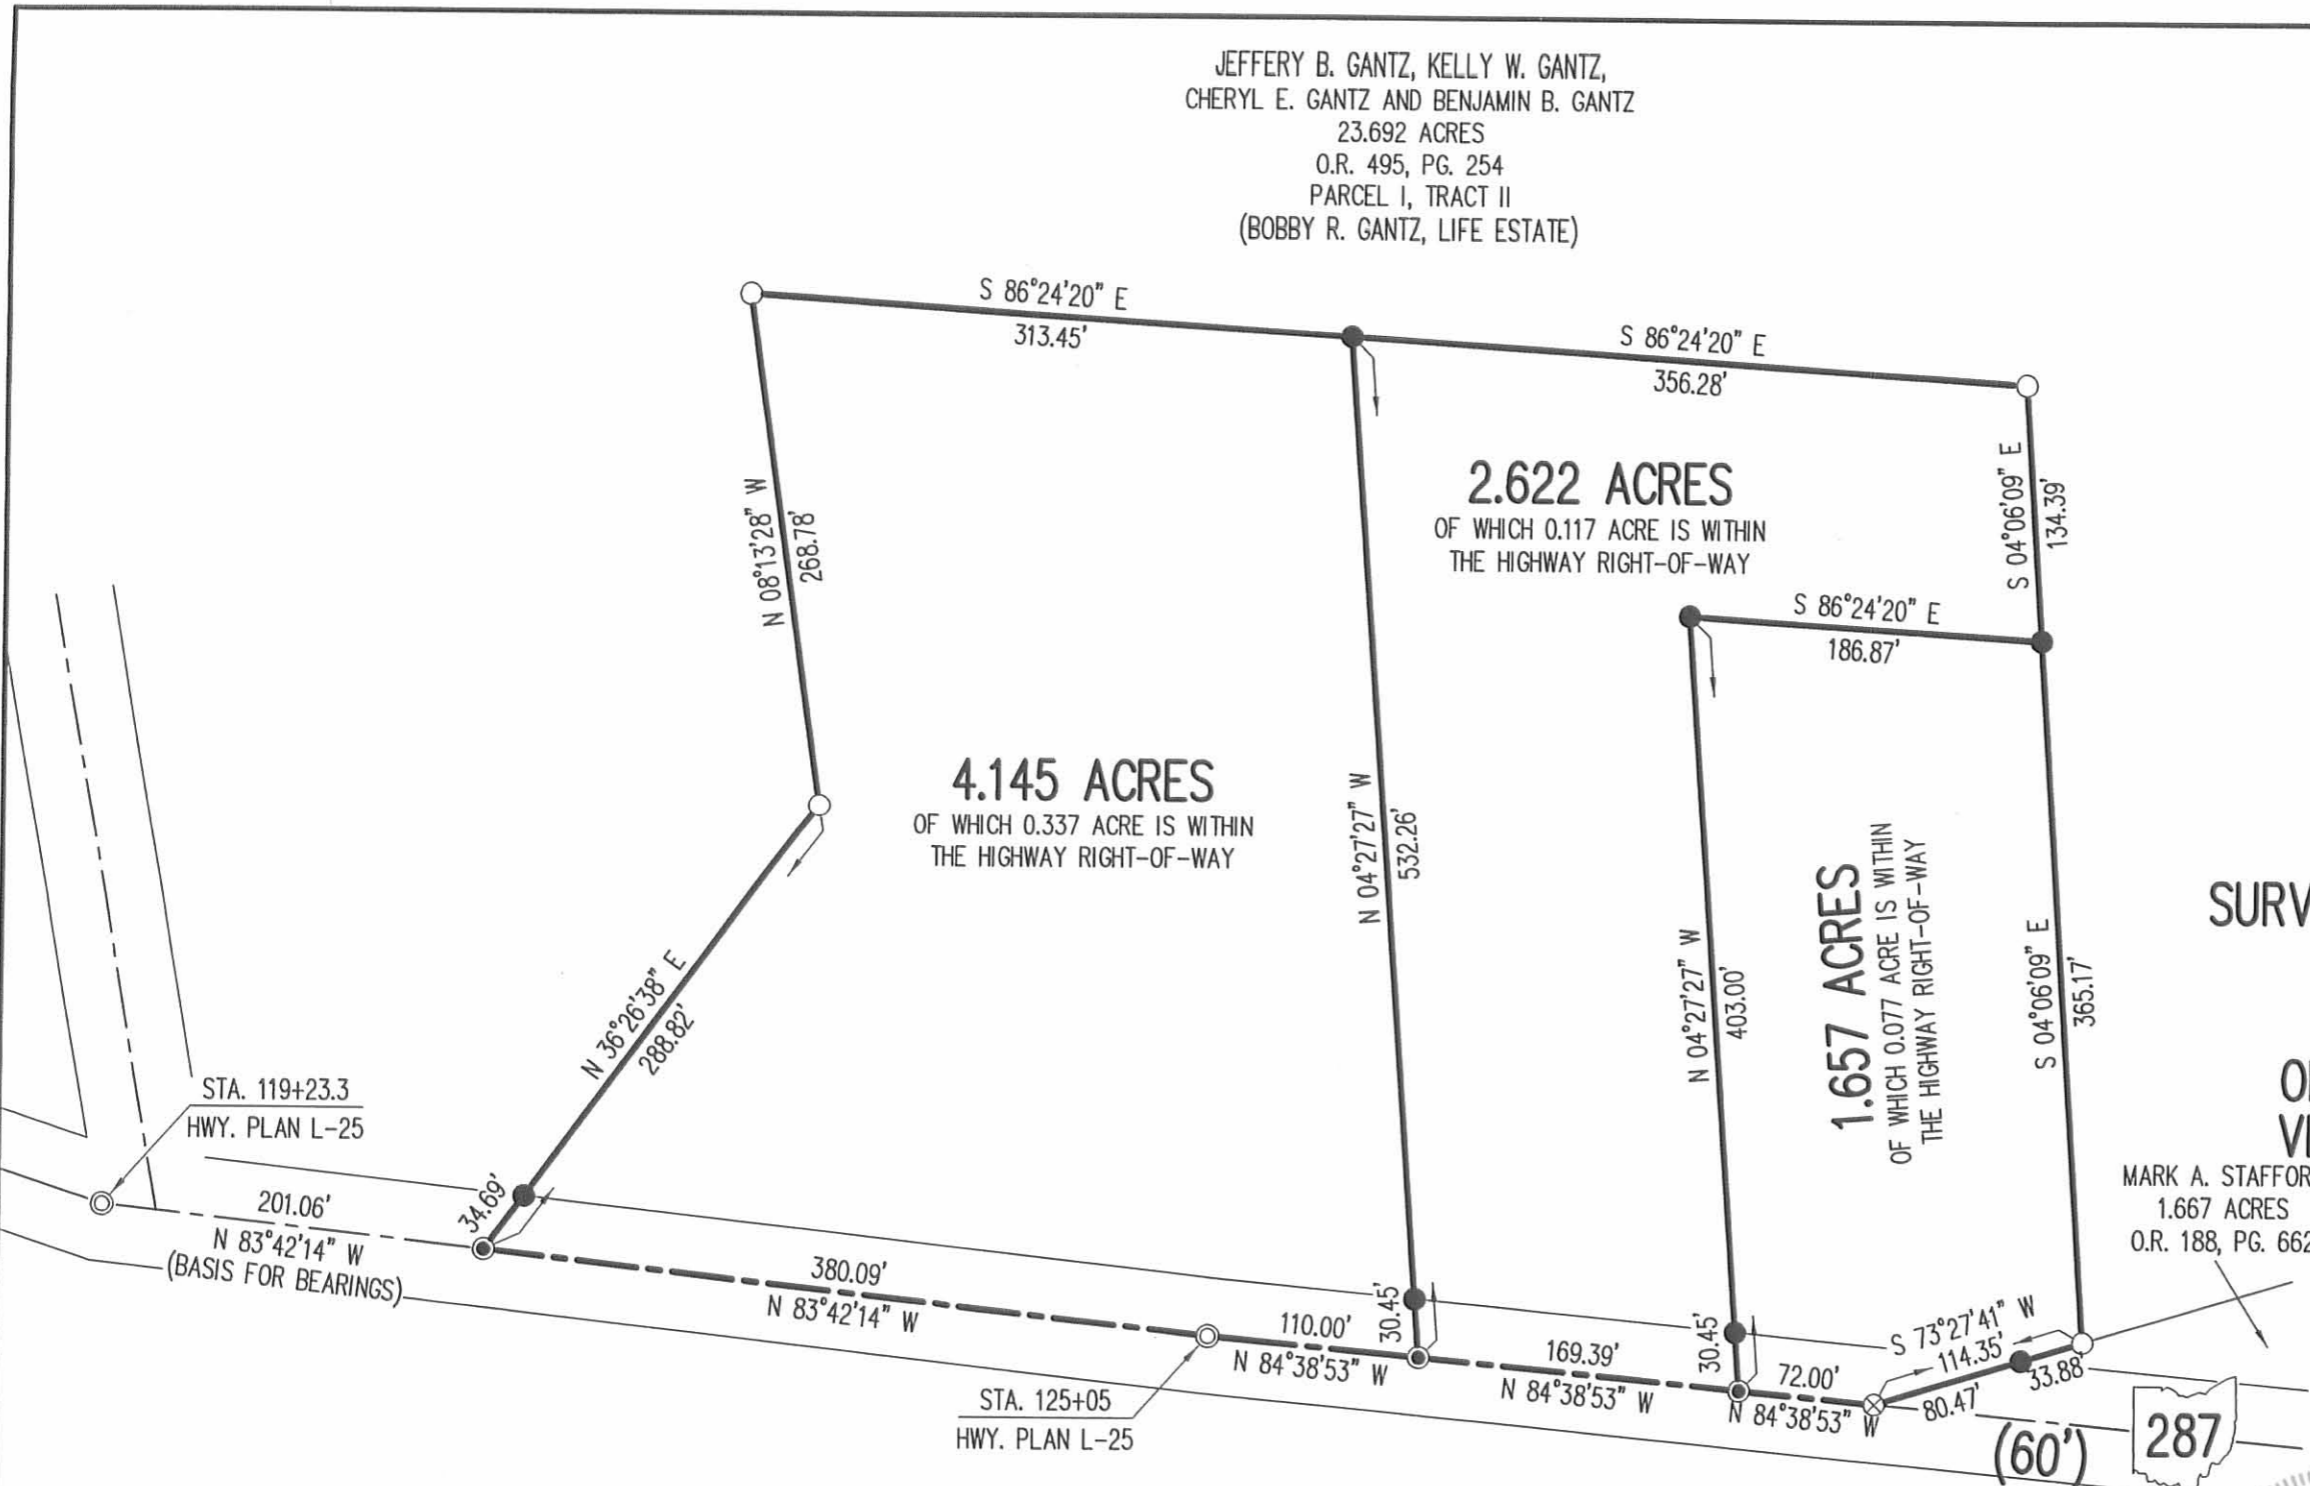 JEFFERY B. GANTZ, KELLY W. GANTZ,
CHERYL E. GANTZ AND BENJAMIN B. GANTZ
23.692 ACRES
O.R. 495, PG. 254
PARCEL I, TRACT II
(BOBBY R. GANTZ, LIFE ESTATE)
S 86°24'20" E
313.45'
S 86°24'20" E
356.28'
N 08°13'28" W
268.78'
2.622 ACRES
OF WHICH 0.117 ACRE IS WITHIN
THE HIGHWAY RIGHT-OF-WAY
S 04°06'09" E
134.39'
S 86°24'20" E
186.87'
4.145 ACRES
OF WHICH 0.337 ACRE IS WITHIN
THE HIGHWAY RIGHT-OF-WAY
N 04°27'27" W
532.26'
N 36°26'38" E
288.82'
N 04°27'27" W
403.00'
1.657 ACRES
OF WHICH 0.077 ACRE IS WITHIN
THE HIGHWAY RIGHT-OF-WAY
S 04°06'09" E
365.17'
SURV
OF
VI
MARK A. STAFFOR
1.667 ACRES
O.R. 188, PG. 662
STA. 119+23.3
HWY. PLAN L-25
201.06'
N 83°42'14" W
(BASIS FOR BEARINGS)
34.69'
380.09'
N 83°42'14" W
110.00'
N 84°38'53" W
30.45'
169.39'
N 84°38'53" W
30.45'
72.00'
N 84°38'53" W
S 73°27'41" W
114.35'
80.47'
33.88'
STA. 125+05
HWY. PLAN L-25
(60')
287